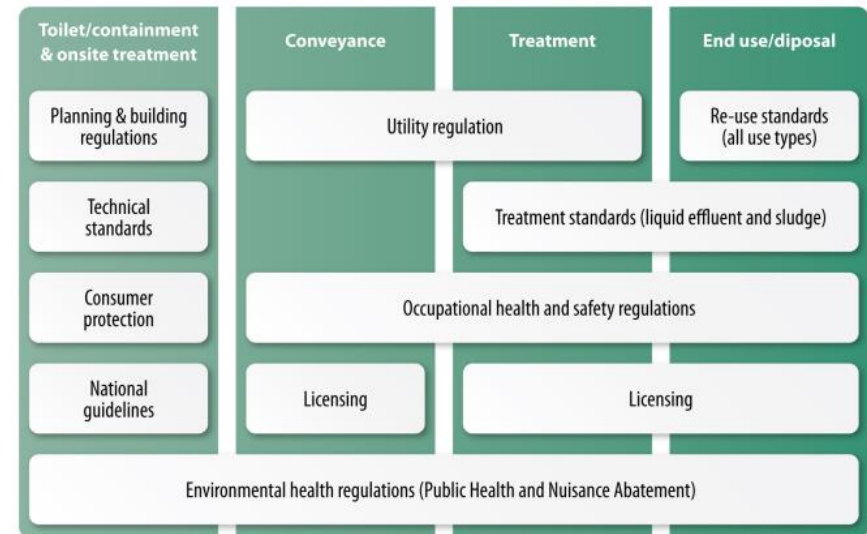 Toilet/containment
& onsite treatment
Conveyance
Treatment
End use/diposal
Planning & building
regulations
Utility regulation
Re-use standards
(all use types)
Technical
standards
Treatment standards (liquid effluent and sludge)
Consumer
protection
Occupational health and safety regulations
National
guidelines
Licensing
Licensing
Environmental health regulations (Public Health and Nuisance Abatement)